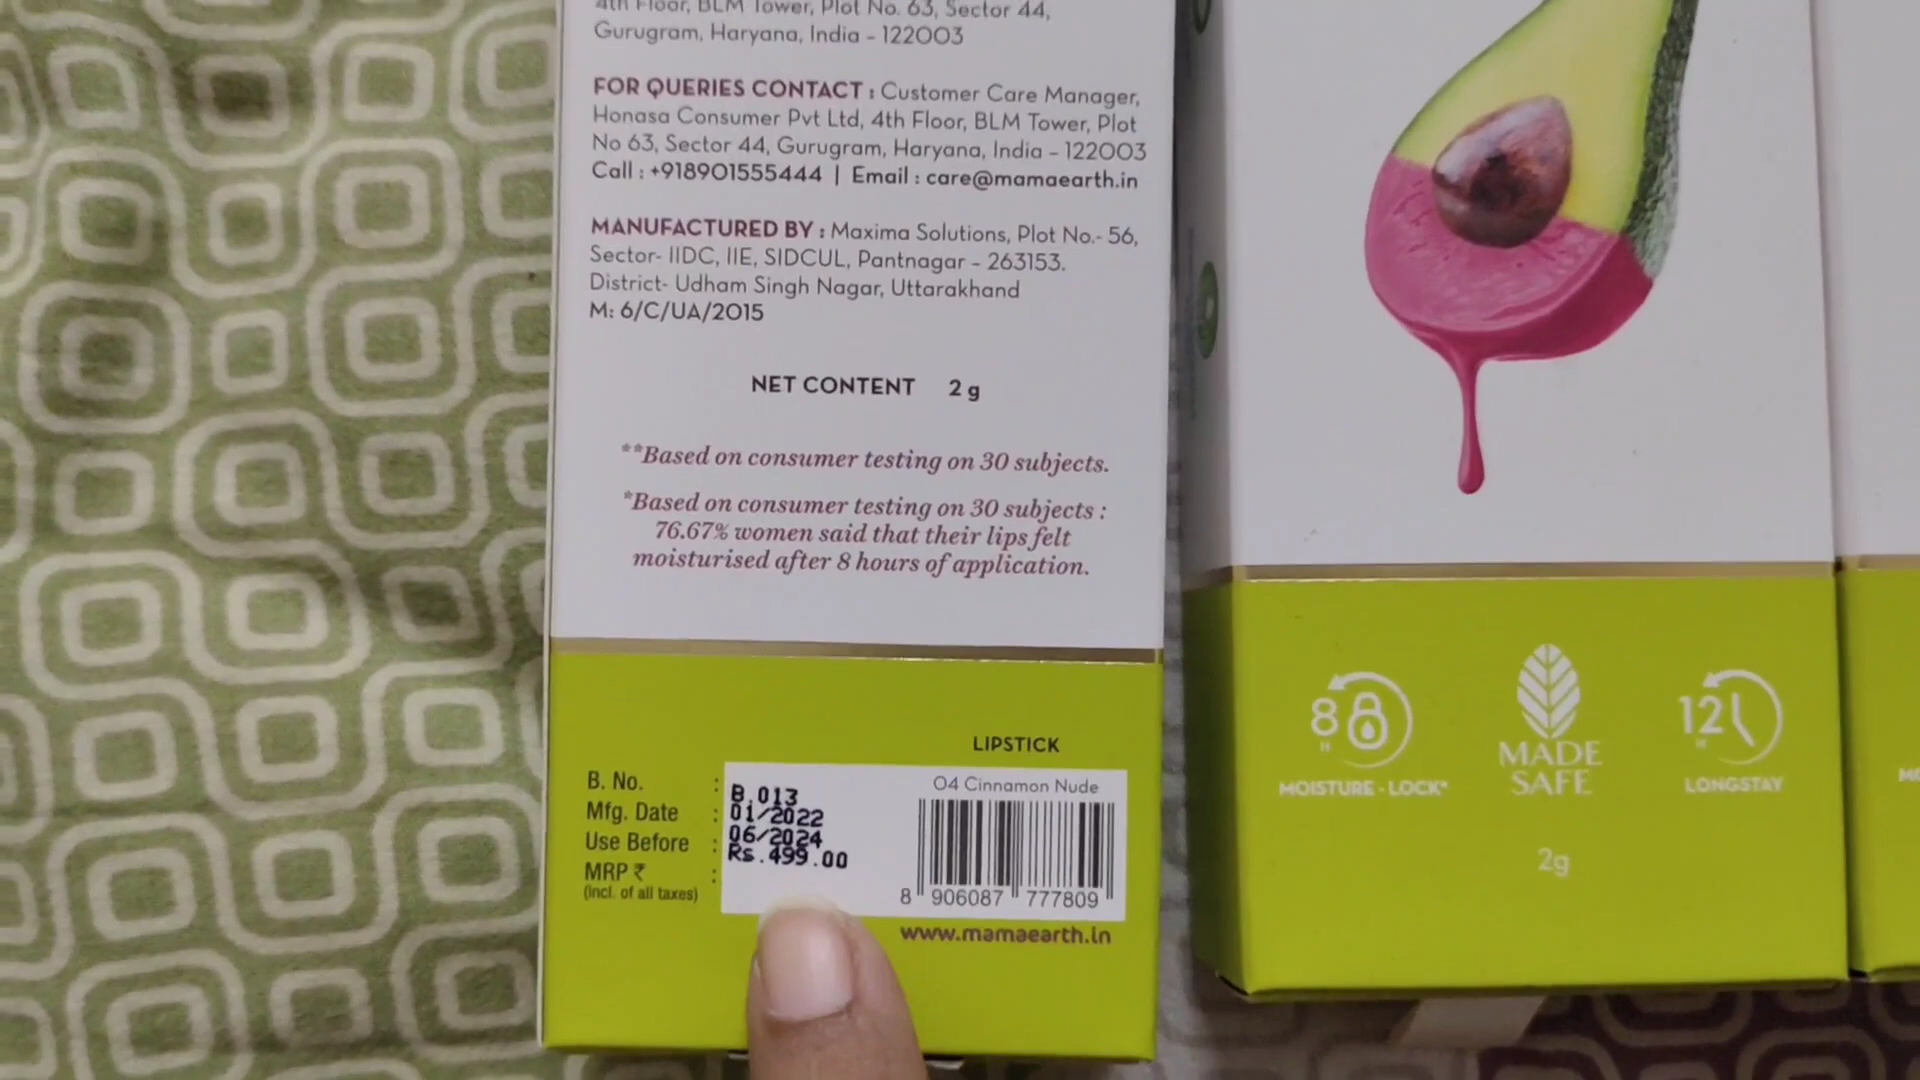 4th Floor, BLM Tower, Plot No. 63, Sector 44,
Gurugram, Haryana, India - 122003
FOR QUERIES CONTACT : Customer Care Manager,
Honasa Consumer Pvt Ltd, 4th Floor, BLM Tower, Plot
No 63, Sector 44, Gurugram, Haryana, India - 122003
Call : +918901555444 | Email : care@mamaearth.in
MANUFACTURED BY : Maxima Solutions, Plot No.- 56,
Sector- IIDC, IIE, SIDCUL, Pantnagar - 263153.
District- Udham Singh Nagar, Uttarakhand
M: 6/C/UA/2015
NET CONTENT 2 g
**Based on consumer testing on 30 subjects.
*Based on consumer testing on 30 subjects :
76.67% women said that their lips felt
moisturised after 8 hours of application.
LIPSTICK
B. No. : B.013
Mfg. Date : 01/2022
Use Before : 06/2024
MRP ₹ : Rs.499.00
(Incl. of all taxes)
04 Cinnamon Nude
8 906087 777809
www.mamaearth.in
8 H
MOISTURE - LOCK*
MADE
SAFE
12 H
LONGSTAY
2g